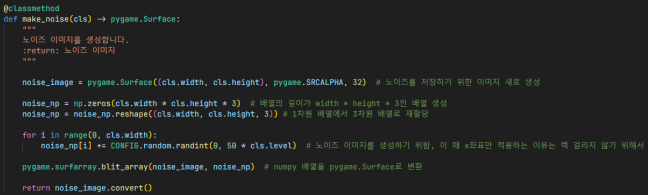 @classmethod
def make_noise(cls) -> pygame.Surface:
"""
노이즈 이미지를 생성합니다.
:return: 노이즈 이미지
"""
noise_image = pygame.Surface((cls.width, cls.height), pygame.SRCALPHA, 32)  # 노이즈를 저장하기 위한 이미지 새로 생성
noise_np = np.zeros(cls.width * cls.height * 3)  # 배열의 길이가 width * height * 3인 배열 생성
noise_np = noise_np.reshape((cls.width, cls.height, 3)) # 1차원 배열에서 3차원 배열로 재할당
for i in range(0, cls.width):
noise_np[i] += CONFIG.random.randint(0, 50 * cls.level)  # 노이즈 이미지를 생성하기 위함, 이 때 x좌표만 적용하는 이유는 렉 걸리지 않기 위해서
pygame.surfarray.blit_array(noise_image, noise_np)  # numpy 배열을 pygame.Surface로 변환
return noise_image.convert()